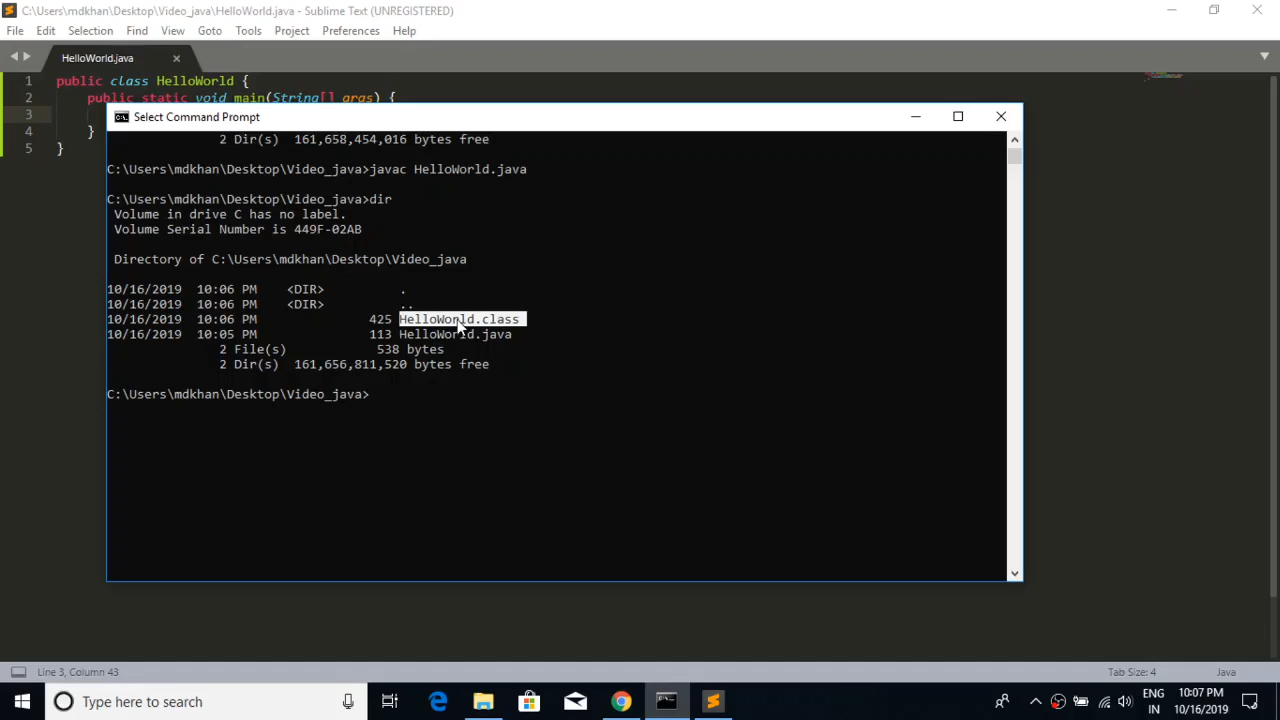 C:\Users\mdkhan\Desktop\Video_java\HelloWorld.java - Sublime Text (UNREGISTERED)
File Edit Selection Find View Goto Tools Project Preferences Help
HelloWorld.java
1 public class HelloWorld {
2 public static void main(String[] args) {
3
4 }
5 }
Select Command Prompt
2 Dir(s) 161,658,454,016 bytes free
C:\Users\mdkhan\Desktop\Video_java>javac HelloWorld.java
C:\Users\mdkhan\Desktop\Video_java>dir
Volume in drive C has no label.
Volume Serial Number is 449F-02AB
Directory of C:\Users\mdkhan\Desktop\Video_java
10/16/2019 10:06 PM <DIR> .
10/16/2019 10:06 PM <DIR> ..
10/16/2019 10:06 PM 425 HelloWorld.class
10/16/2019 10:05 PM 113 HelloWorld.java
2 File(s) 538 bytes
2 Dir(s) 161,656,811,520 bytes free
C:\Users\mdkhan\Desktop\Video_java>
Line 3, Column 43 Tab Size: 4 Java
Type here to search
ENG 10:07 PM
IN 10/16/2019